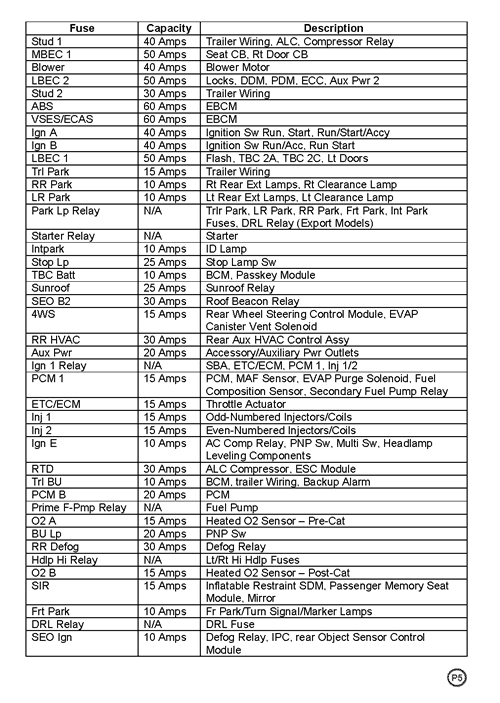 Fuse Capacity Description
Stud 1 40 Amps Trailer Wiring, ALC, Compressor Relay
MBEC 1 50 Amps Seat CB, Rt Door CB
Blower 40 Amps Blower Motor
LBEC 2 50 Amps Locks, DDM, PDM, ECC, Aux Pwr 2
Stud 2 30 Amps Trailer Wiring
ABS 60 Amps EBCM
VSES/ECAS 60 Amps EBCM
Ign A 40 Amps Ignition Sw Run, Start, Run/Start/Accy
Ign B 40 Amps Ignition Sw Run/Acc, Run Start
LBEC 1 50 Amps Flash, TBC 2A, TBC 2C, Lt Doors
Trl Park 15 Amps Trailer Wiring
RR Park 10 Amps Rt Rear Ext Lamps, Rt Clearance Lamp
LR Park 10 Amps Lt Rear Ext Lamps, Lt Clearance Lamp
Park Lp Relay N/A Trlr Park, LR Park, RR Park, Frt Park, Int Park
Fuses, DRL Relay (Export Models)
Starter Relay N/A Starter
Intpark 10 Amps ID Lamp
Stop Lp 25 Amps Stop Lamp Sw
TBC Batt 10 Amps BCM, Passkey Module
Sunroof 25 Amps Sunroof Relay
SEO B2 30 Amps Roof Beacon Relay
4WS 15 Amps Rear Wheel Steering Control Module, EVAP
Canister Vent Solenoid
RR HVAC 30 Amps Rear Aux HVAC Control Assy
Aux Pwr 20 Amps Accessory/Auxiliary Pwr Outlets
Ign 1 Relay N/A SBA, ETC/ECM, PCM 1, Inj 1/2
PCM 1 15 Amps PCM, MAF Sensor, EVAP Purge Solenoid, Fuel
Composition Sensor, Secondary Fuel Pump Relay
ETC/ECM 15 Amps Throttle Actuator
Inj 1 15 Amps Odd-Numbered Injectors/Coils
Inj 2 15 Amps Even-Numbered Injectors/Coils
Ign E 10 Amps AC Comp Relay, PNP Sw, Multi Sw, Headlamp
Leveling Components
RTD 30 Amps ALC Compressor, ESC Module
Trl BU 10 Amps BCM, trailer Wiring, Backup Alarm
PCM B 20 Amps PCM
Prime F-Pmp Relay N/A Fuel Pump
O2 A 15 Amps Heated O2 Sensor – Pre-Cat
BU Lp 20 Amps PNP Sw
RR Defog 30 Amps Defog Relay
Hdlp Hi Relay N/A Lt/Rt Hi Hdlp Fuses
O2 B 15 Amps Heated O2 Sensor – Post-Cat
SIR 15 Amps Inflatable Restraint SDM, Passenger Memory Seat
Module, Mirror
Frt Park 10 Amps Fr Park/Turn Signal/Marker Lamps
DRL Relay N/A DRL Fuse
SEO Ign 10 Amps Defog Relay, IPC, rear Object Sensor Control
Module
P5